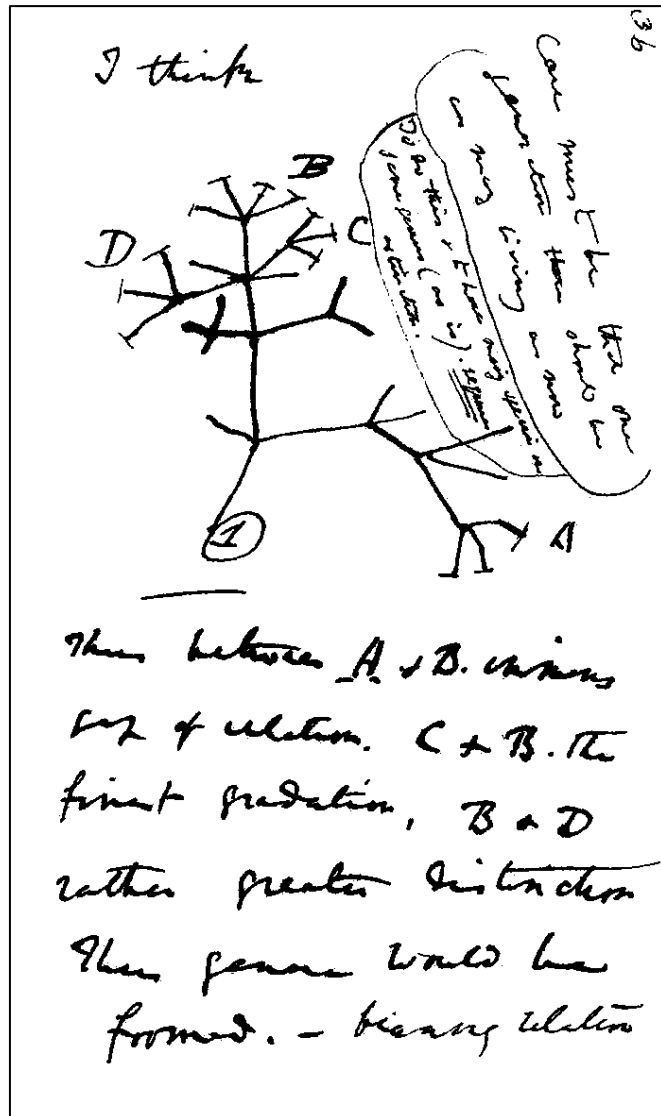 36
I think
Case must be that one
generation then should be
as many living as now
To do this & to have many species in
same genus (as is). requires
extinction.
B
C
D
A
1
Thus between A & B. immens
gap of relation. C & B. the
finest gradation, B & D
rather greater distinction
Thus genera would be
formed. — bearing relation